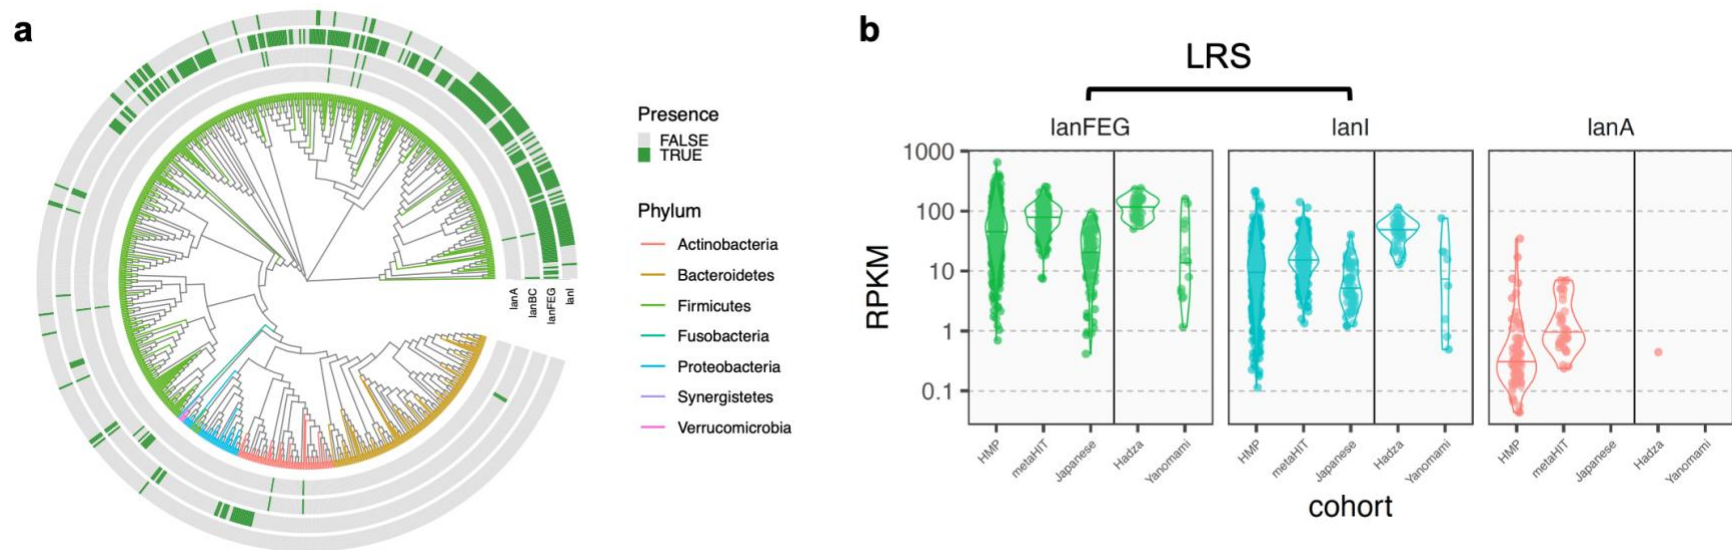 a
Presence
FALSE
TRUE
Phylum
Actinobacteria
Bacteroidetes
Firmicutes
Fusobacteria
Proteobacteria
Synergistetes
Verrucomicrobia
lanA
lanBC
lanFEG
lanI
b
LRS
lanFEG lanI lanA
RPKM
1000
100
10
1
0.1
HMP metaHIT Japanese Hadza Yanomami HMP metaHIT Japanese Hadza Yanomami HMP metaHIT Japanese Hadza Yanomami
cohort